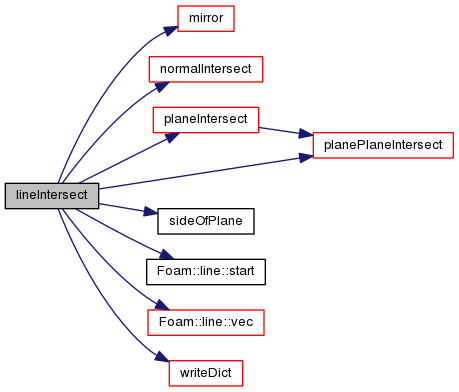 mirror
normalIntersect
planeIntersect
planePlaneIntersect
lineIntersect
sideOfPlane
Foam::line::start
Foam::line::vec
writeDict